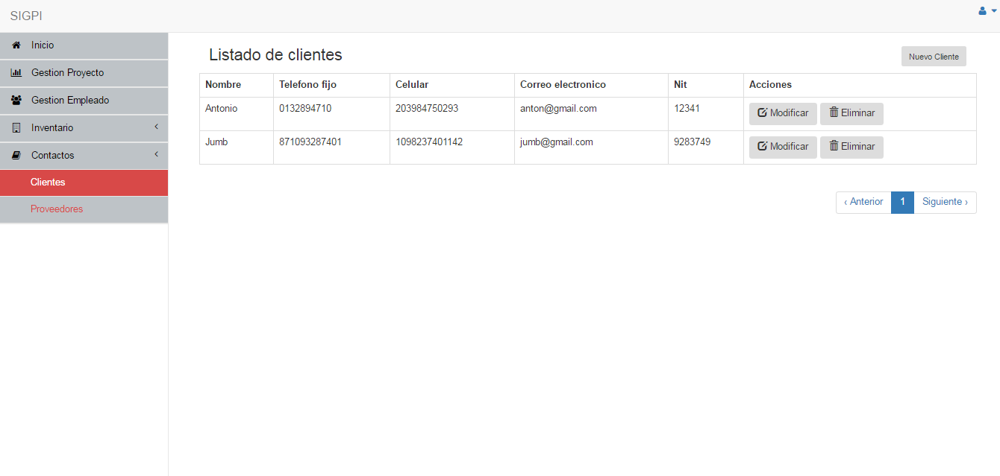 SIGPI
Inicio
Gestion Proyecto
Gestion Empleado
Inventario
Contactos
Clientes
Proveedores
Listado de clientes
Nuevo Cliente
Nombre Telefono fijo Celular Correo electronico Nit Acciones
Antonio 0132894710 203984750293 anton@gmail.com 12341 Modificar Eliminar
Jumb 871093287401 1098237401142 jumb@gmail.com 9283749 Modificar Eliminar
‹ Anterior 1 Siguiente ›